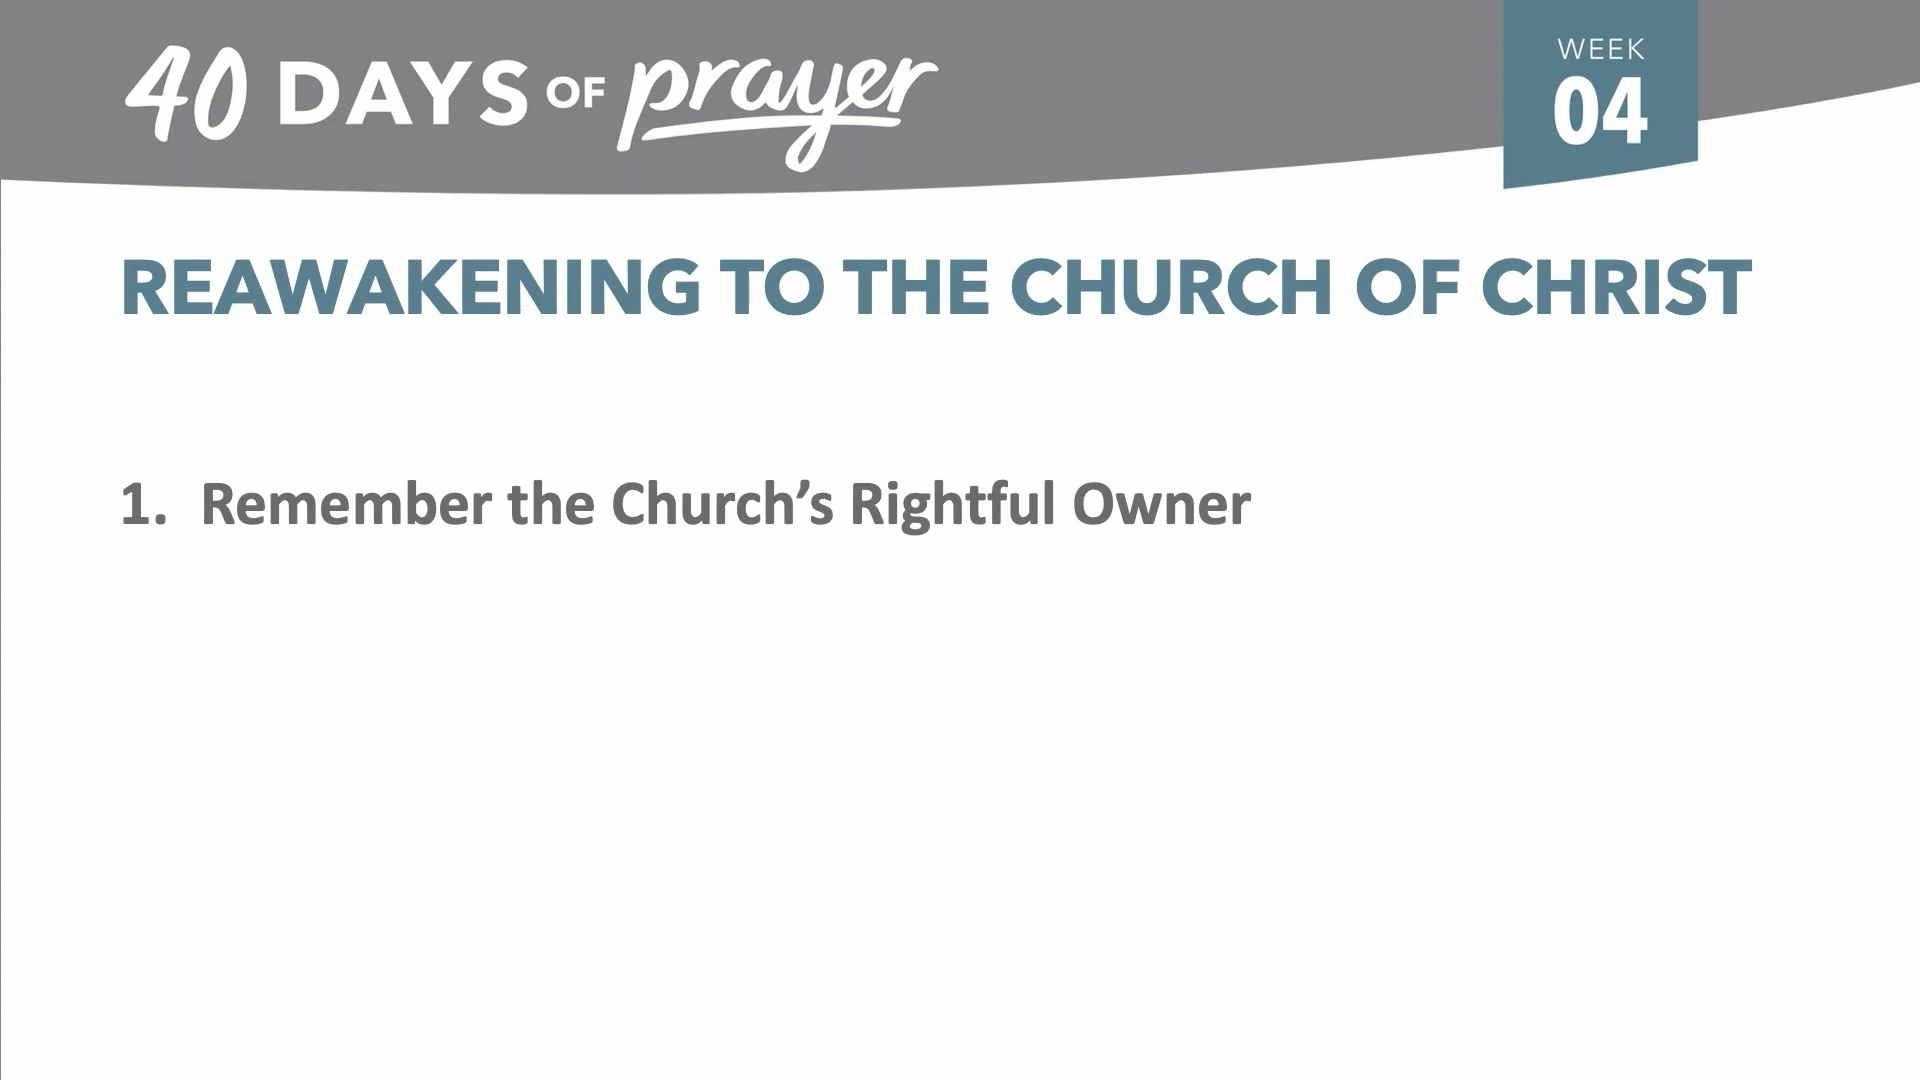 40 DAYS OF prayer
WEEK
04
REAWAKENING TO THE CHURCH OF CHRIST
1. Remember the Church’s Rightful Owner